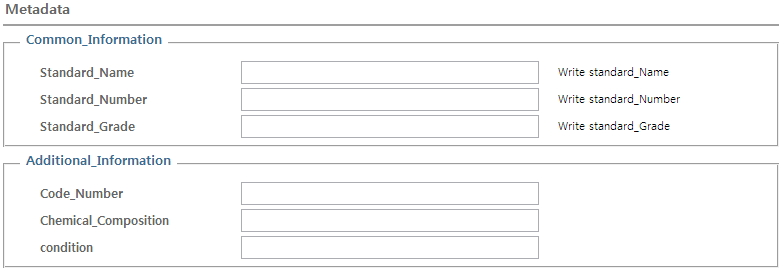 Metadata
Common_Information
Standard_Name Write standard_Name
Standard_Number Write standard_Number
Standard_Grade Write standard_Grade
Additional_Information
Code_Number
Chemical_Composition
condition